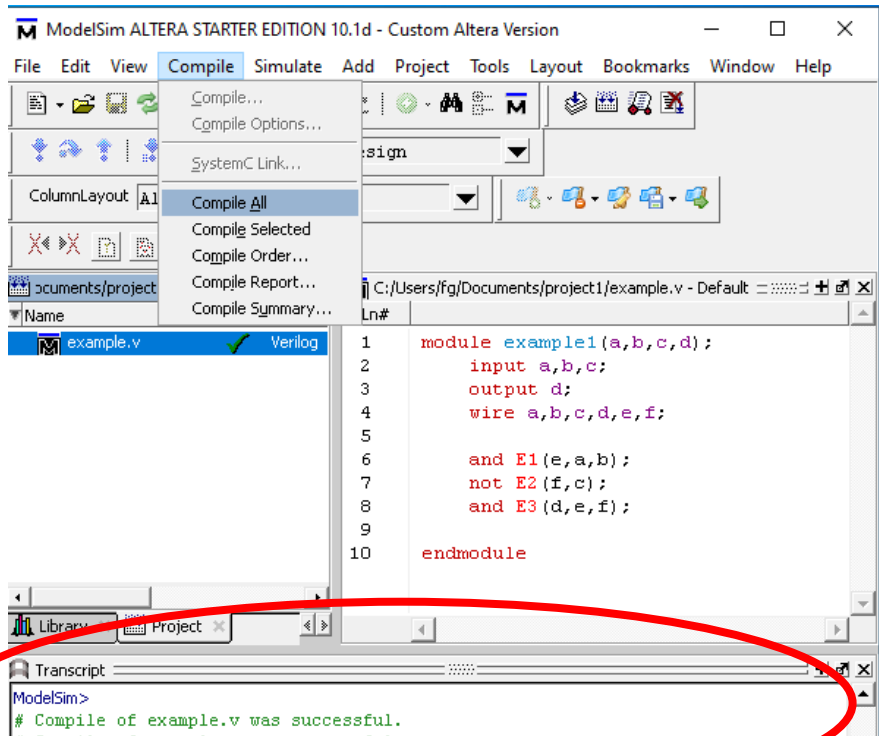 ModelSim ALTERA STARTER EDITION 10.1d - Custom Altera Version
File Edit View Compile Simulate Add Project Tools Layout Bookmarks Window Help
Compile...
Compile Options...
SystemC Link...
Compile All
Compile Selected
Compile Order...
Compile Report...
Compile Summary...
ColumnLayout
C:/Users/fg/Documents/project1/example.v - Default
Name
example.v Verilog
Ln#
1 module example1(a,b,c,d);
2 input a,b,c;
3 output d;
4 wire a,b,c,d,e,f;
5
6 and E1(e,a,b);
7 not E2(f,c);
8 and E3(d,e,f);
9
10 endmodule
Library Project
Transcript
ModelSim>
# Compile of example.v was successful.